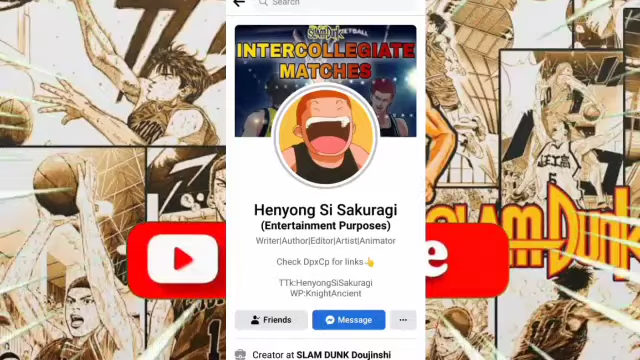 Search
SLAM DUNK
INTERCOLLEGIATE
MATCHES
Henyong Si Sakuragi
(Entertainment Purposes)
Writer|Author|Editor|Artist|Animator
Check DpxCp for links👆
TTk:HenyongSiSakuragi
WP:KnightAncient
Friends
Message
Creator at SLAM DUNK Doujinshi
SLAM DUNK
5
e